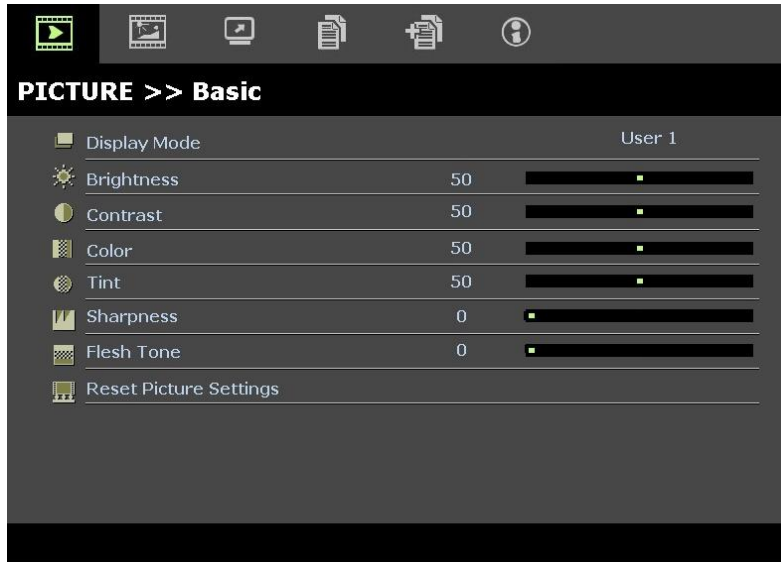 PICTURE >> Basic
Display Mode User 1
Brightness 50
Contrast 50
Color 50
Tint 50
Sharpness 0
Flesh Tone 0
Reset Picture Settings